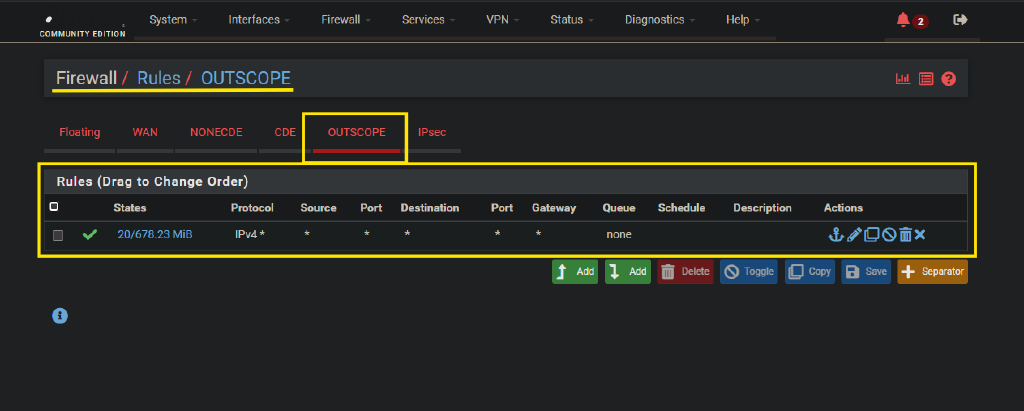 System Interfaces Firewall Services VPN Status Diagnostics Help 2
COMMUNITY EDITION
Firewall / Rules / OUTSCOPE
Floating WAN NONECDE CDE OUTSCOPE IPsec
Rules (Drag to Change Order)
States Protocol Source Port Destination Port Gateway Queue Schedule Description Actions
20/678.23 MiB IPv4 * * * * * * none
Add Add Delete Toggle Copy Save Separator